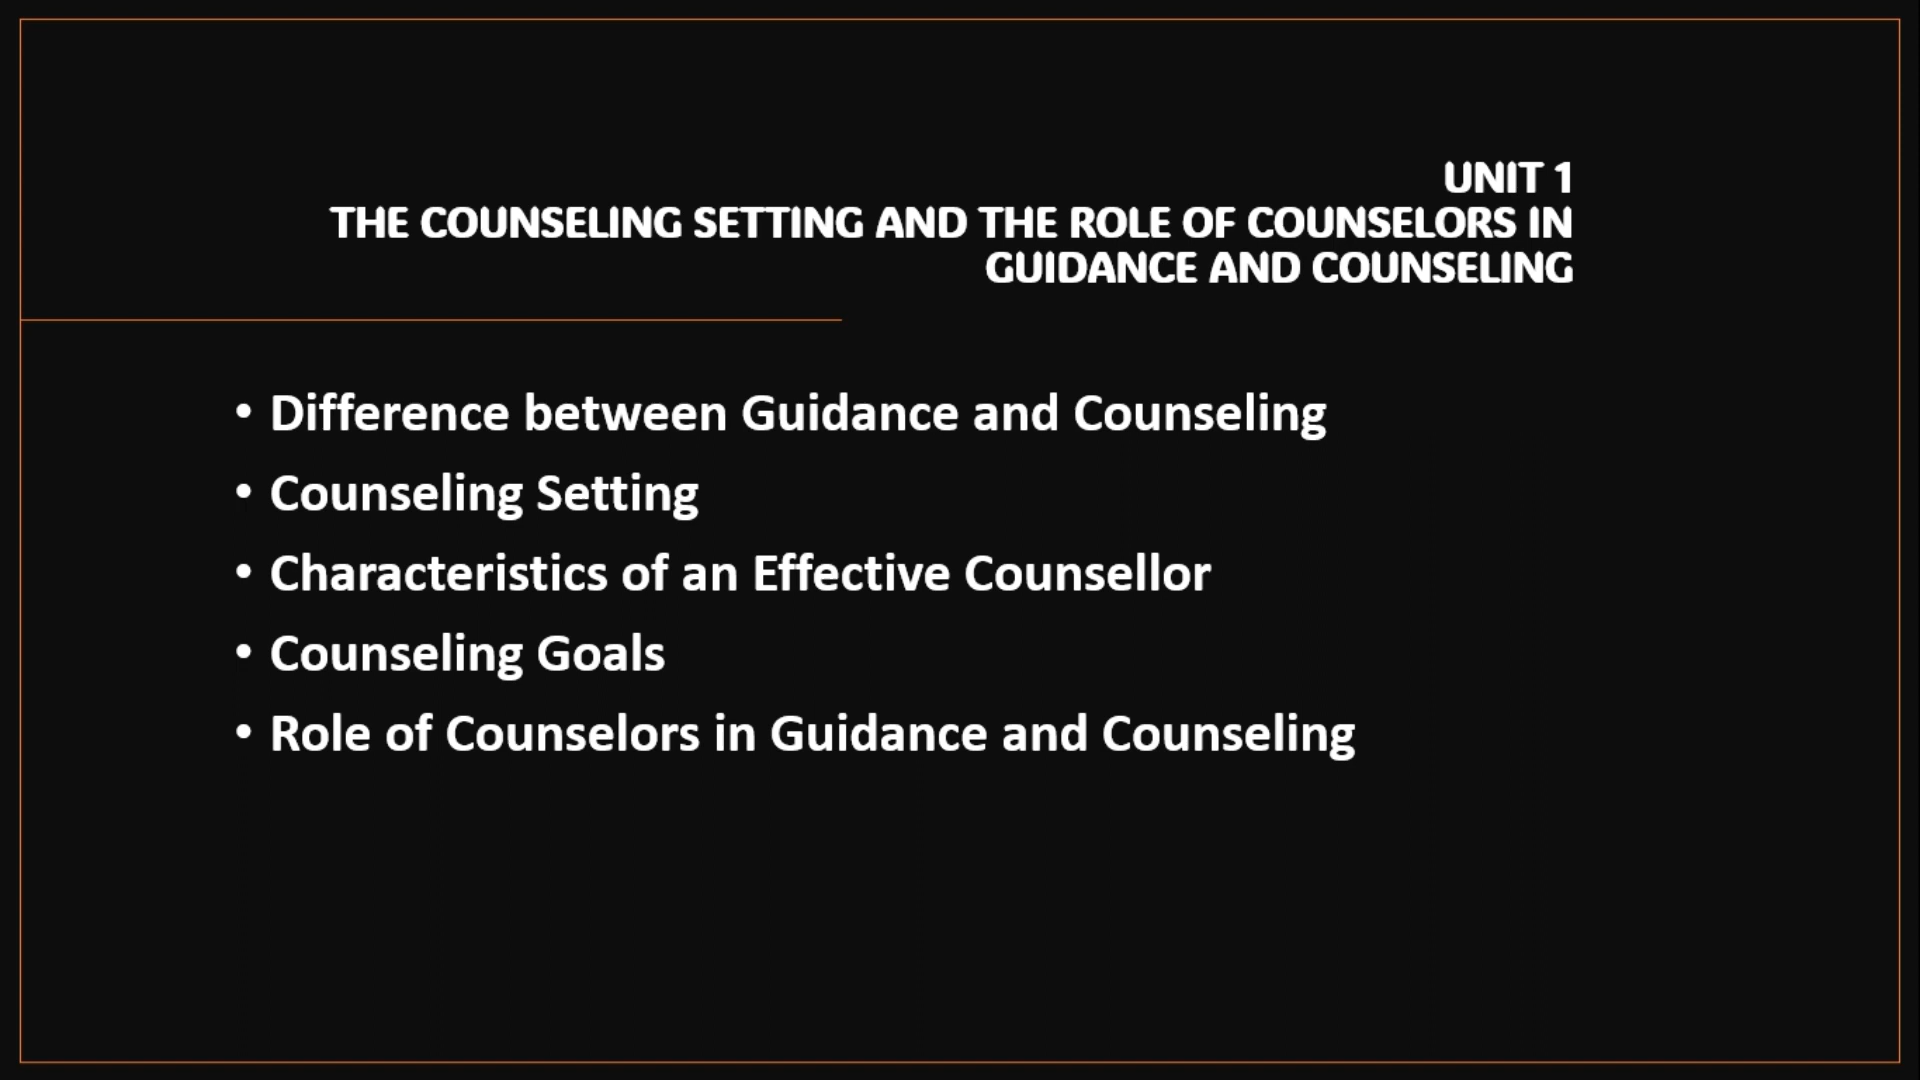 UNIT 1
THE COUNSELING SETTING AND THE ROLE OF COUNSELORS IN
GUIDANCE AND COUNSELING
• Difference between Guidance and Counseling
• Counseling Setting
• Characteristics of an Effective Counsellor
• Counseling Goals
• Role of Counselors in Guidance and Counseling